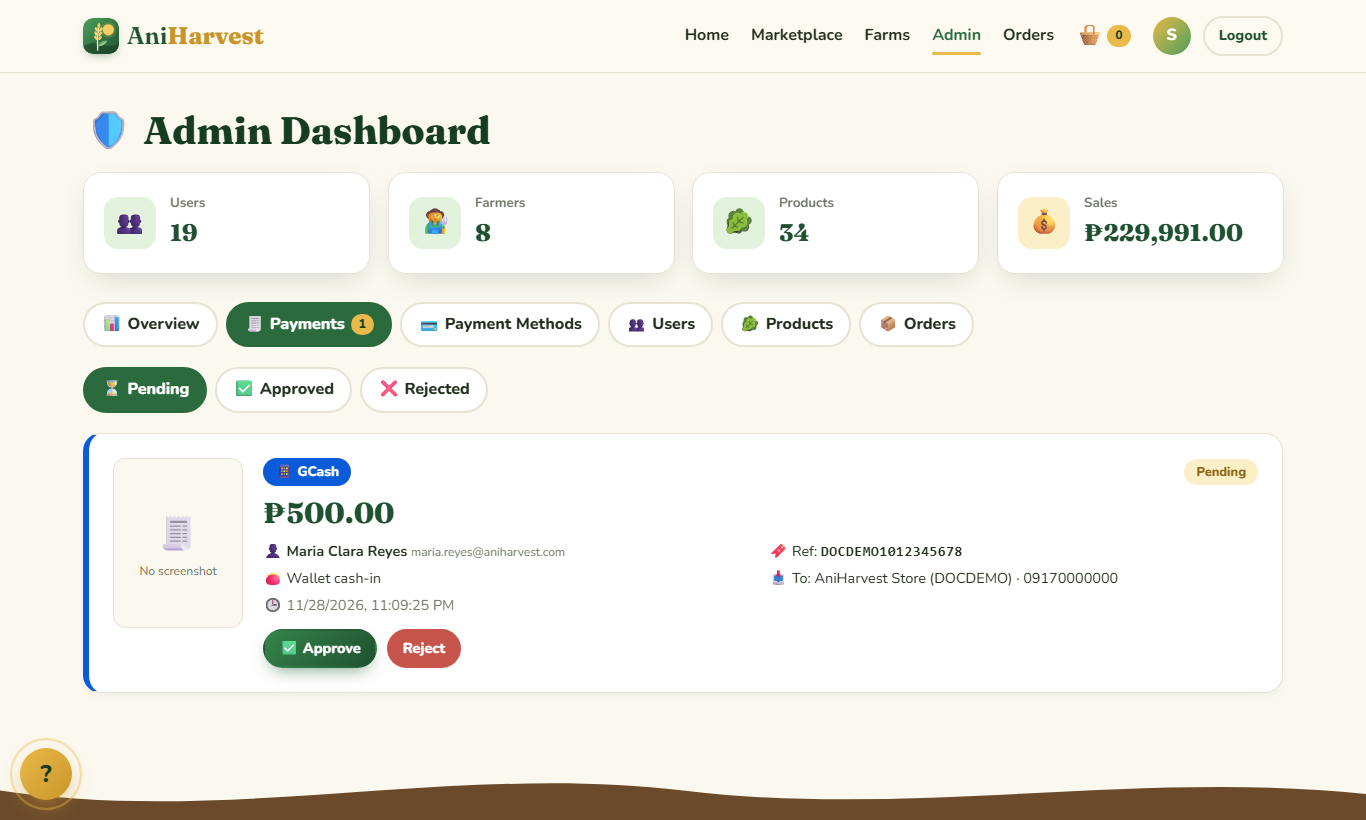 AniHarvest
Home Marketplace Farms Admin Orders 0 S Logout
Admin Dashboard
Users
19
Farmers
8
Products
34
Sales
₱229,991.00
Overview Payments 1 Payment Methods Users Products Orders
Pending Approved Rejected
No screenshot
GCash
Pending
₱500.00
Maria Clara Reyes maria.reyes@aniharvest.com
Ref: DOCDEMO1012345678
Wallet cash-in
To: AniHarvest Store (DOCDEMO) · 09170000000
11/28/2026, 11:09:25 PM
Approve Reject
?